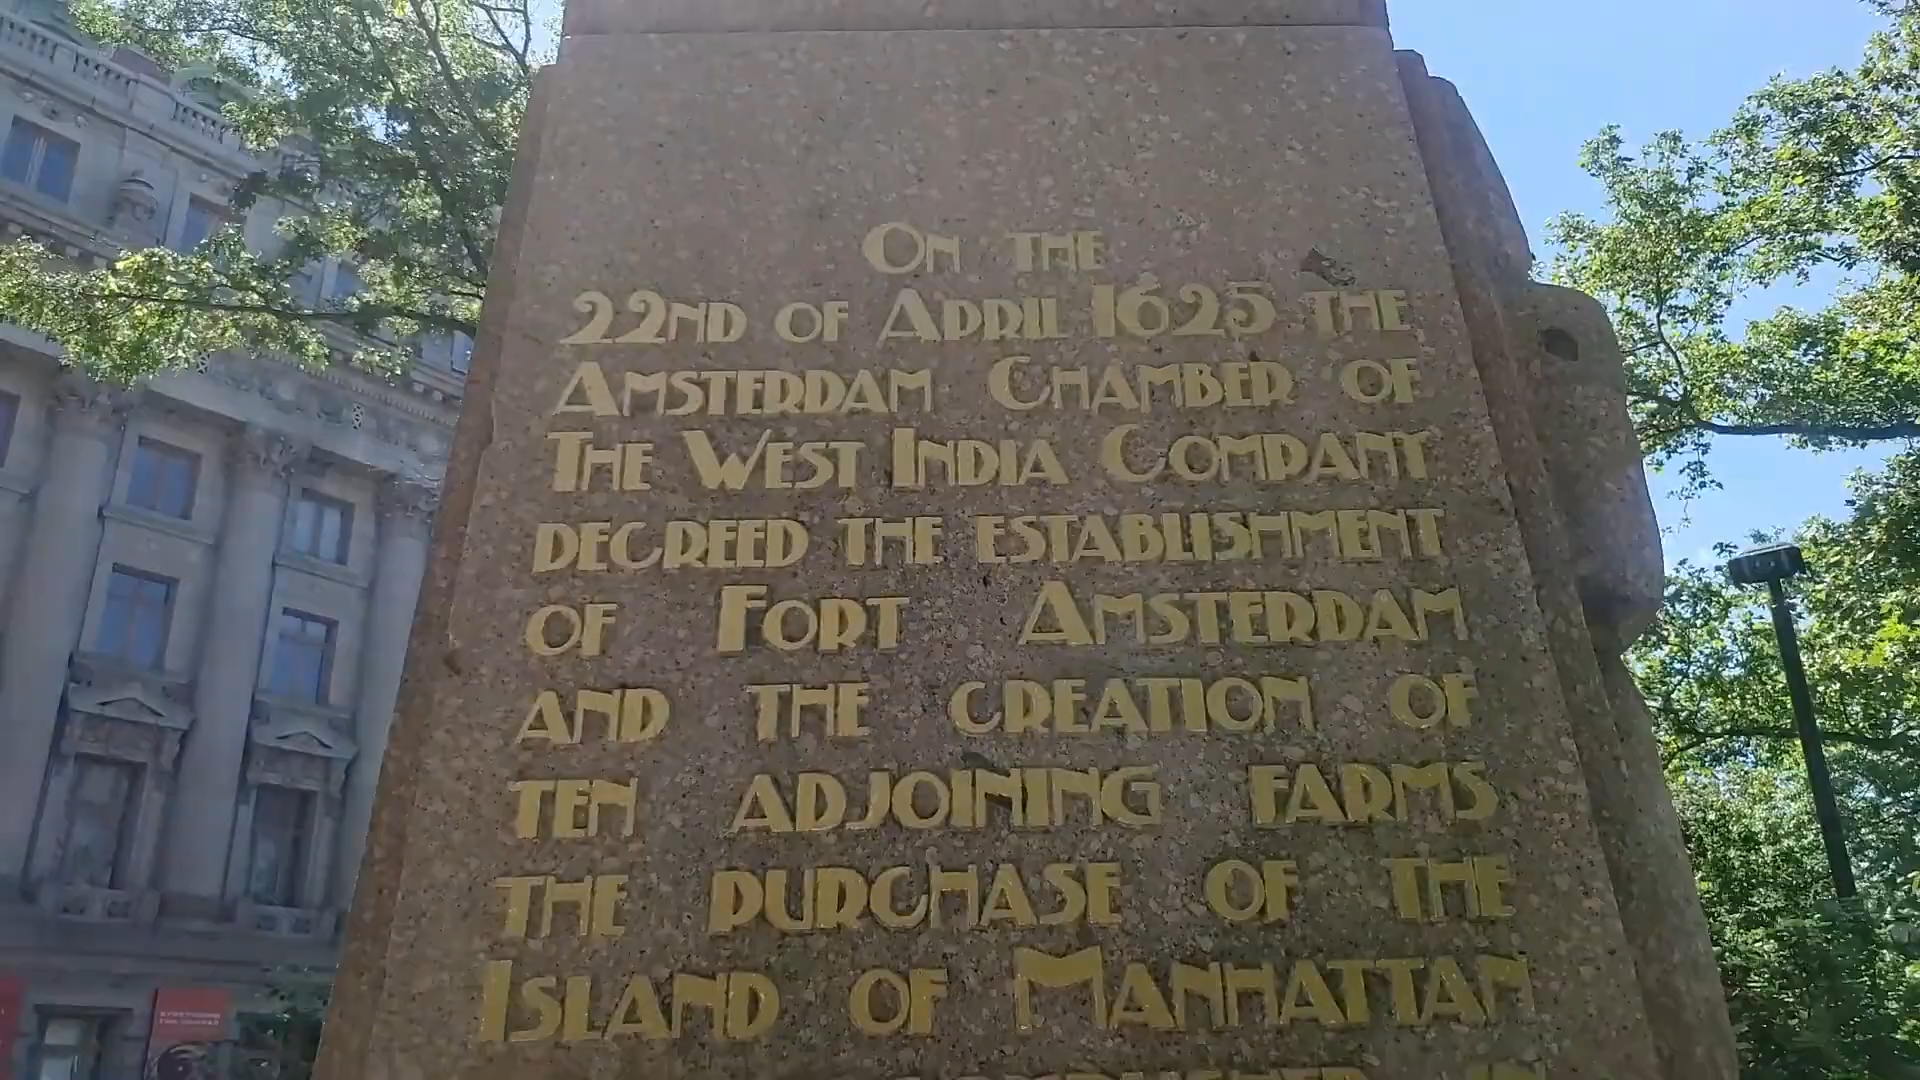 On the
22nd of April 1625 the
Amsterdam Chamber of
The West India Company
decreed the establishment
of Fort Amsterdam
and the creation of
ten adjoining farms
the purchase of the
Island of Manhattan